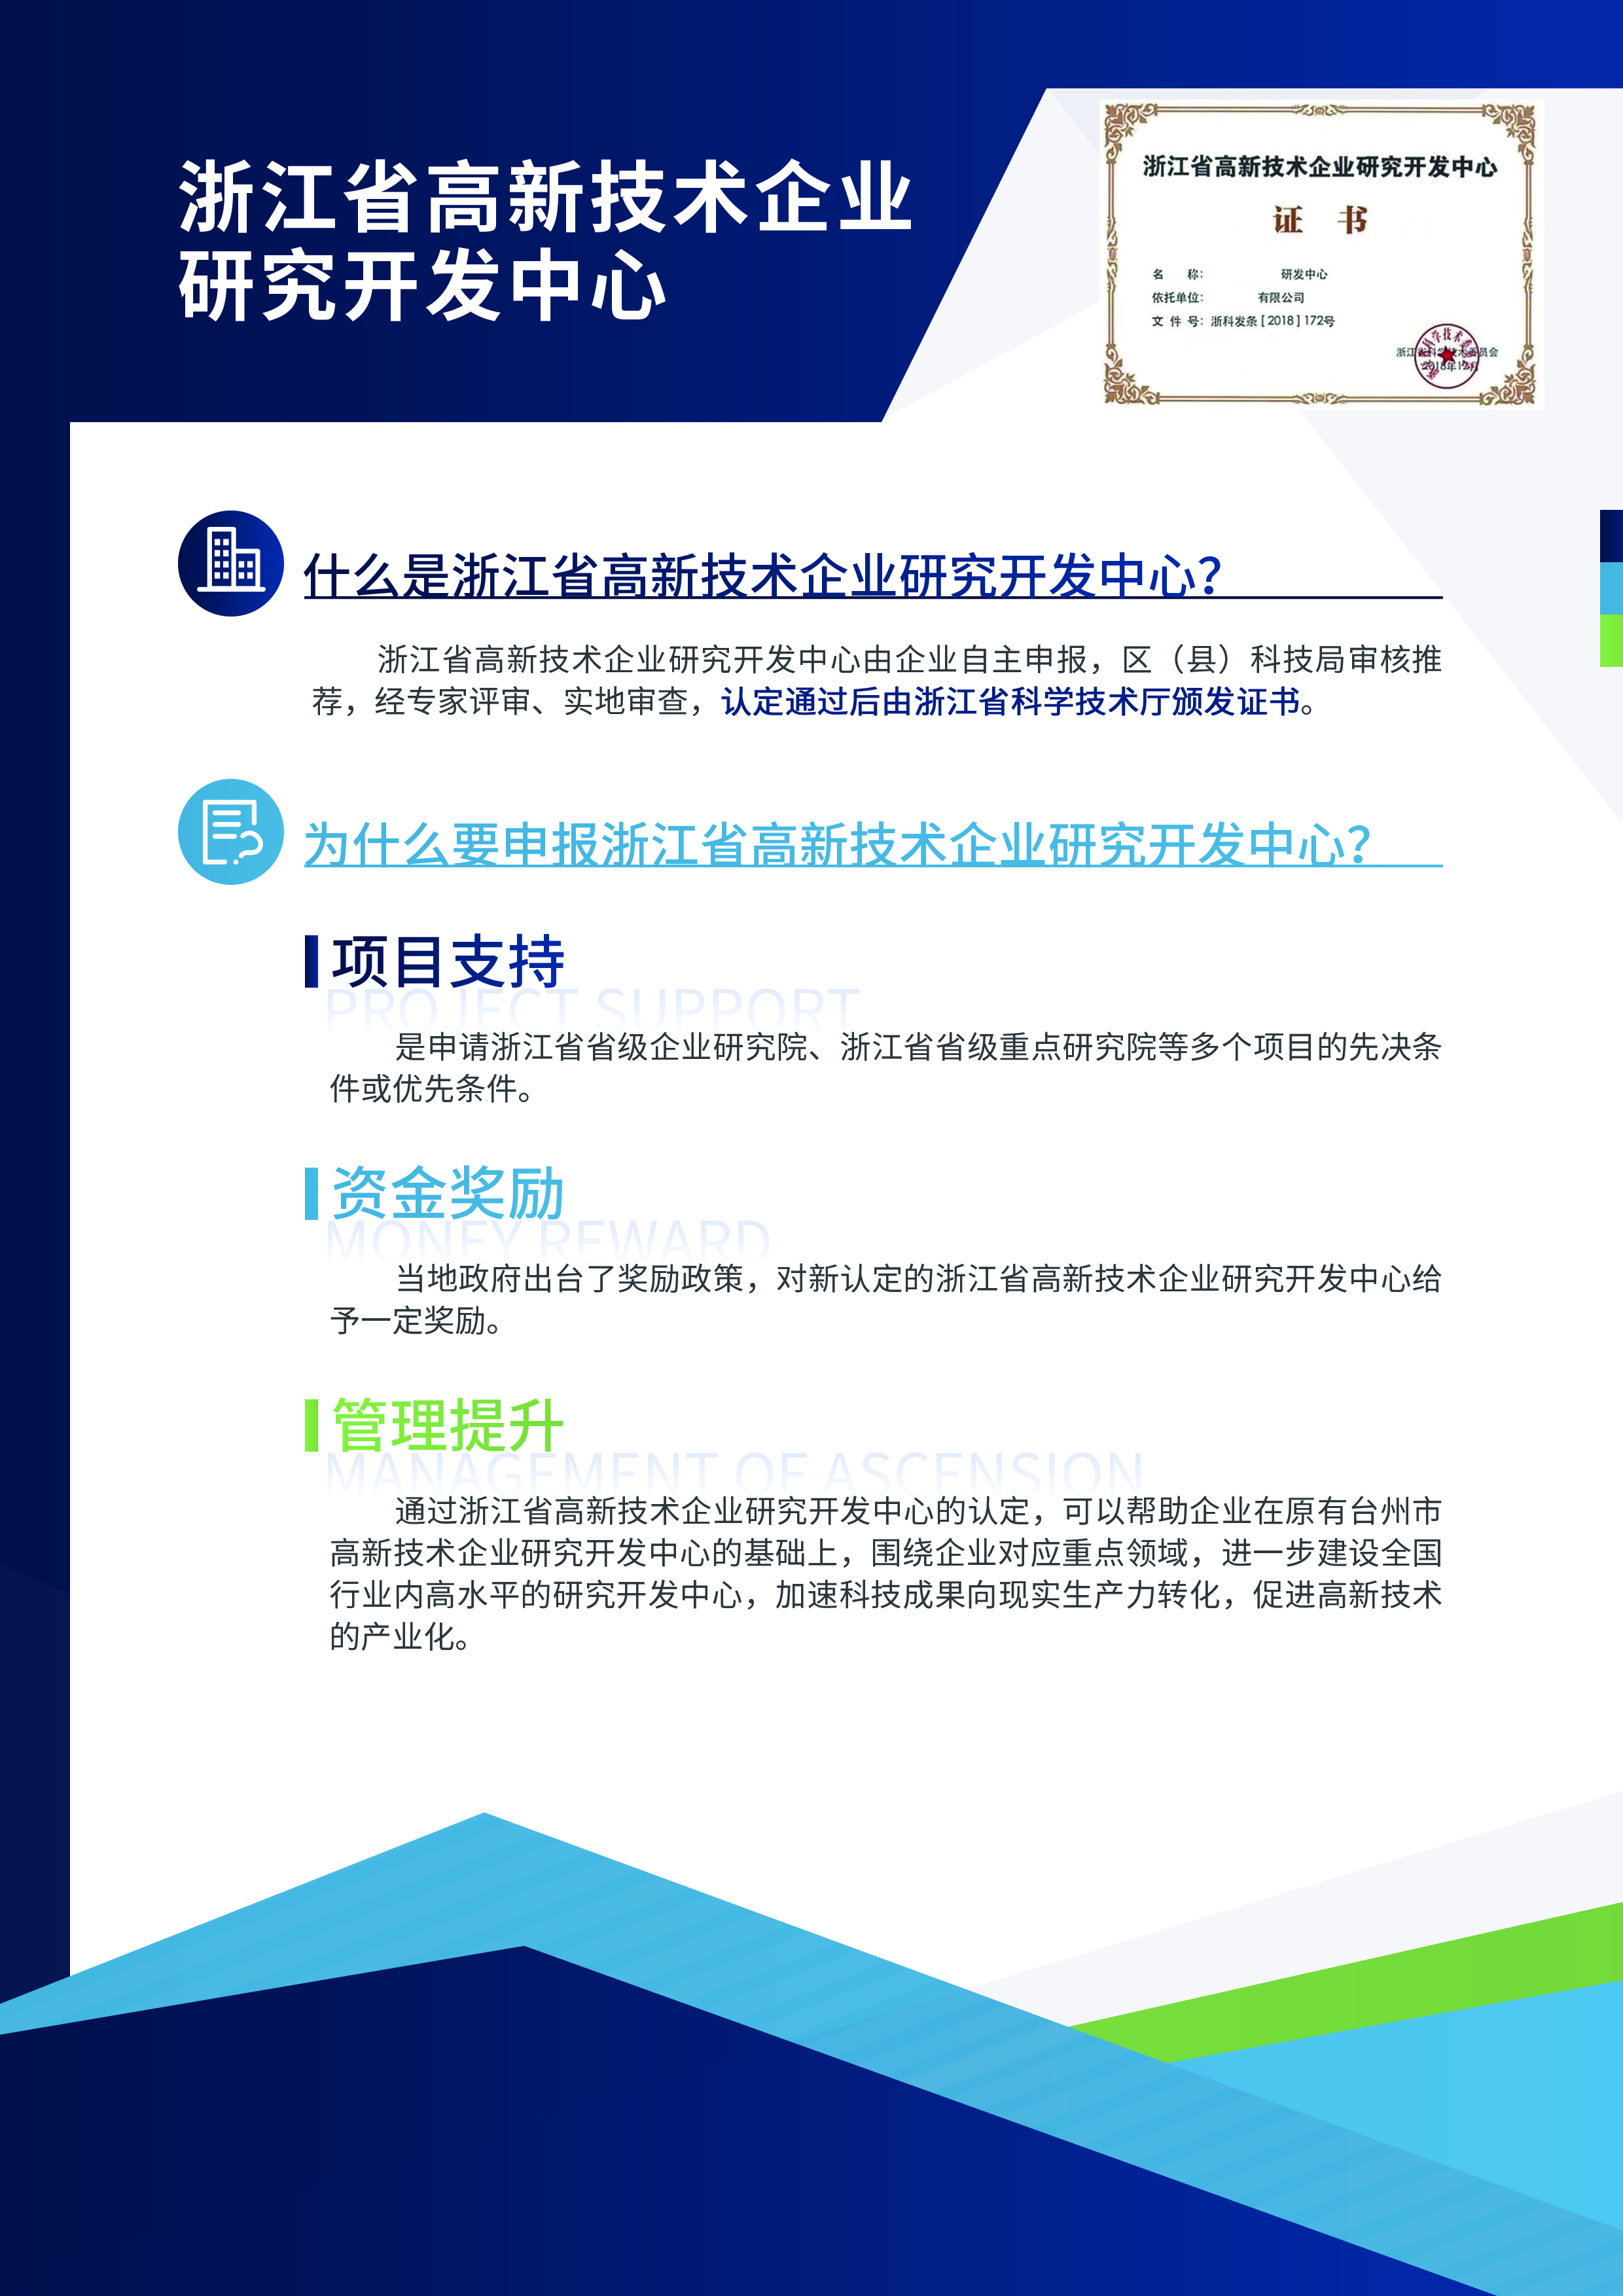 浙江省高新技术企业
研究开发中心
浙江省高新技术企业研究开发中心
证 书
名 称： 研发中心
依托单位： 有限公司
文 件 号：浙科发条 [ 2018 ] 172号
什么是浙江省高新技术企业研究开发中心？
浙江省高新技术企业研究开发中心由企业自主申报，区（县）科技局审核推
荐，经专家评审、实地审查，认定通过后由浙江省科学技术厅颁发证书。
为什么要申报浙江省高新技术企业研究开发中心？
项目支持
PROJECT SUPPORT
是申请浙江省省级企业研究院、浙江省省级重点研究院等多个项目的先决条
件或优先条件。
资金奖励
MONEY REWARD
当地政府出台了奖励政策，对新认定的浙江省高新技术企业研究开发中心给
予一定奖励。
管理提升
MANAGEMENT OF ASCENSION
通过浙江省高新技术企业研究开发中心的认定，可以帮助企业在原有台州市
高新技术企业研究开发中心的基础上，围绕企业对应重点领域，进一步建设全国
行业内高水平的研究开发中心，加速科技成果向现实生产力转化，促进高新技术
的产业化。